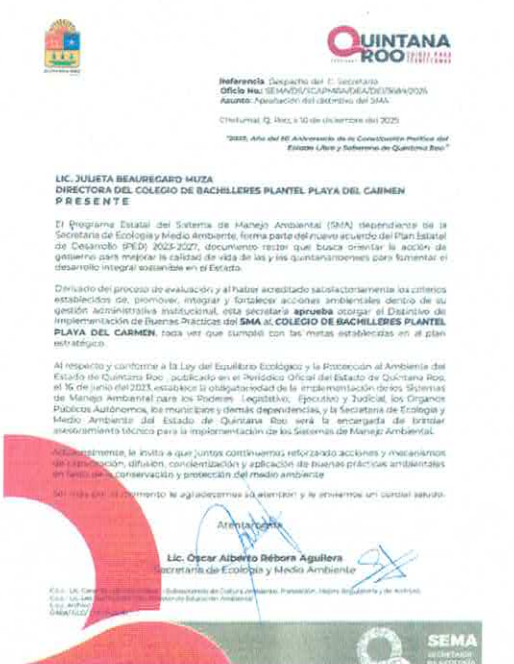 QUINTANA
ROO
Referencia: Despacho del C. Secretario
Oficio No.:
Asunto: Aprobación del distintivo del SMA
Chetumal, Q. Roo, a 10 de diciembre del 2025
"2025, Año del 50 Aniversario de la Constitución Política del
Estado Libre y Soberano de Quintana Roo"
LIC. JULIETA BEAUREGARD MUZA
DIRECTORA DEL COLEGIO DE BACHILLERES PLANTEL PLAYA DEL CARMEN
P R E S E N T E
El Programa Estatal del Sistema de Manejo Ambiental (SMA) dependiente de la
Secretaría de Ecología y Medio Ambiente, forma parte del nuevo acuerdo del Plan Estatal
de Desarrollo (PED) 2023-2027, documento rector que busca orientar la acción de
gobierno para mejorar la calidad de vida de las y los quintanarroenses para fomentar el
desarrollo integral sostenible en el Estado.
Derivado del proceso de evaluación y al haber acreditado satisfactoriamente los criterios
establecidos de, promover, integrar y fortalecer acciones ambientales dentro de su
gestión administrativa institucional, esta secretaría aprueba otorgar el Distintivo de
Implementación de Buenas Prácticas del SMA al, COLEGIO DE BACHILLERES PLANTEL
PLAYA DEL CARMEN, toda vez que cumplió con las metas establecidas en el plan
estratégico.
Al respecto y conforme a la Ley del Equilibrio Ecológico y la Protección al Ambiente del
Estado de Quintana Roo, publicado en el Periódico Oficial del Estado de Quintana Roo,
el 16 de junio del 2023, establece la obligatoriedad de la implementación de los Sistemas
de Manejo Ambiental para los Poderes Legislativo, Ejecutivo y Judicial, los Órganos
Públicos Autónomos, los municipios y demás dependencias, y la Secretaría de Ecología y
Medio Ambiente del Estado de Quintana Roo será la encargada de brindar
asesoramiento técnico para la implementación de los Sistemas de Manejo Ambiental.
Adicionalmente, le invito a que juntos continuemos reforzando acciones y mecanismos
de capacitación, difusión, concientización y aplicación de buenas prácticas ambientales
en favor de la conservación y protección del medio ambiente
Sin más por el momento le agradecemos su atención y le enviamos un cordial saludo.
Atentamente
Lic. Óscar Alberto Rébora Aguilera
Secretario de Ecología y Medio Ambiente
SEMA
SECRETARÍA
DE ECOLOGÍA